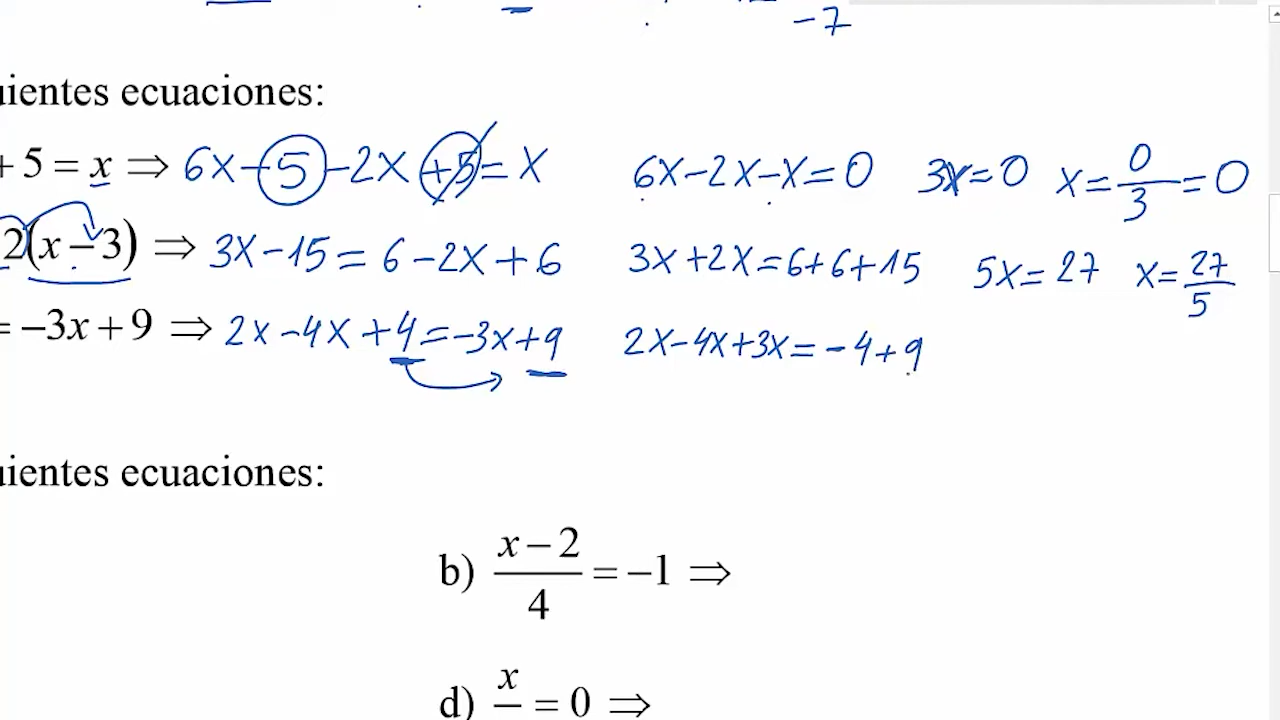 -7
uientes ecuaciones:
+ 5 = x ⇒ 6x - 5 - 2x + 5 = x 6x - 2x - x = 0 3x = 0 x = 0/3 = 0
2(x - 3) ⇒ 3x - 15 = 6 - 2x + 6 3x + 2x = 6 + 6 + 15 5x = 27 x = 27/5
= -3x + 9 ⇒ 2x - 4x + 4 = -3x + 9 2x - 4x + 3x = -4 + 9
uientes ecuaciones:
b) (x - 2)/4 = -1 ⇒
d) x = 0 ⇒